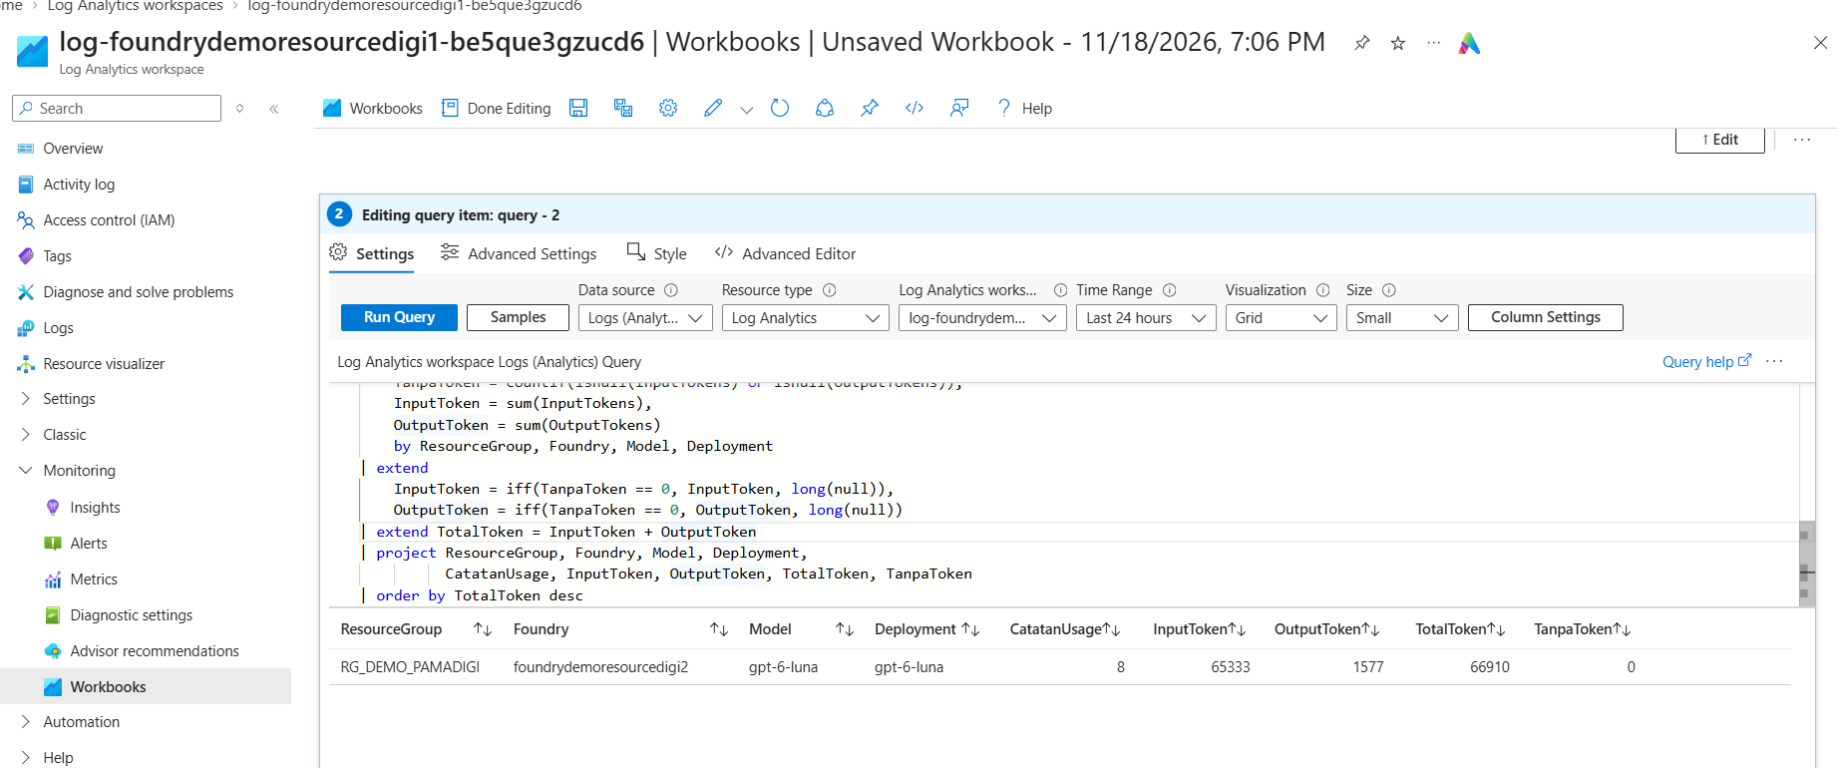 ome > Log Analytics workspaces > log-foundrydemoresourcedigi1-be5que3gzucd6
log-foundrydemoresourcedigi1-be5que3gzucd6 | Workbooks | Unsaved Workbook - 11/18/2026, 7:06 PM
Log Analytics workspace
Search
Workbooks Done Editing Help
↑ Edit
Overview
Activity log
Access control (IAM)
Tags
Diagnose and solve problems
Logs
Resource visualizer
Settings
Classic
Monitoring
Insights
Alerts
Metrics
Diagnostic settings
Advisor recommendations
Workbooks
Automation
Help
2 Editing query item: query - 2
Settings Advanced Settings Style Advanced Editor
Data source Resource type Log Analytics works... Time Range Visualization Size
Run Query Samples Logs (Analyt... Log Analytics log-foundrydem... Last 24 hours Grid Small Column Settings
Log Analytics workspace Logs (Analytics) Query Query help
TanpaToken = countif(isnull(InputTokens) or isnull(OutputTokens)),
InputToken = sum(InputTokens),
OutputToken = sum(OutputTokens)
by ResourceGroup, Foundry, Model, Deployment
| extend
InputToken = iff(TanpaToken == 0, InputToken, long(null)),
OutputToken = iff(TanpaToken == 0, OutputToken, long(null))
| extend TotalToken = InputToken + OutputToken
| project ResourceGroup, Foundry, Model, Deployment,
CatatanUsage, InputToken, OutputToken, TotalToken, TanpaToken
| order by TotalToken desc
ResourceGroup Foundry Model Deployment CatatanUsage InputToken OutputToken TotalToken TanpaToken
RG_DEMO_PAMADIGI foundrydemoresourcedigi2 gpt-6-luna gpt-6-luna 8 65333 1577 66910 0